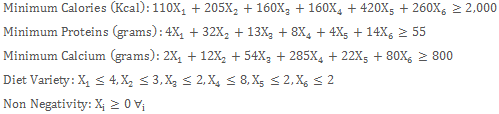 Minimum Calories (Kcal): 110X₁ + 205X₂ + 160X₃ + 160X₄ + 420X₅ + 260X₆ ≥ 2,000
Minimum Proteins (grams): 4X₁ + 32X₂ + 13X₃ + 8X₄ + 4X₅ + 14X₆ ≥ 55
Minimum Calcium (grams): 2X₁ + 12X₂ + 54X₃ + 285X₄ + 22X₅ + 80X₆ ≥ 800
Diet Variety: X₁ ≤ 4, X₂ ≤ 3, X₃ ≤ 2, X₄ ≤ 8, X₅ ≤ 2, X₆ ≤ 2
Non Negativity: Xᵢ ≥ 0 ∀ᵢ